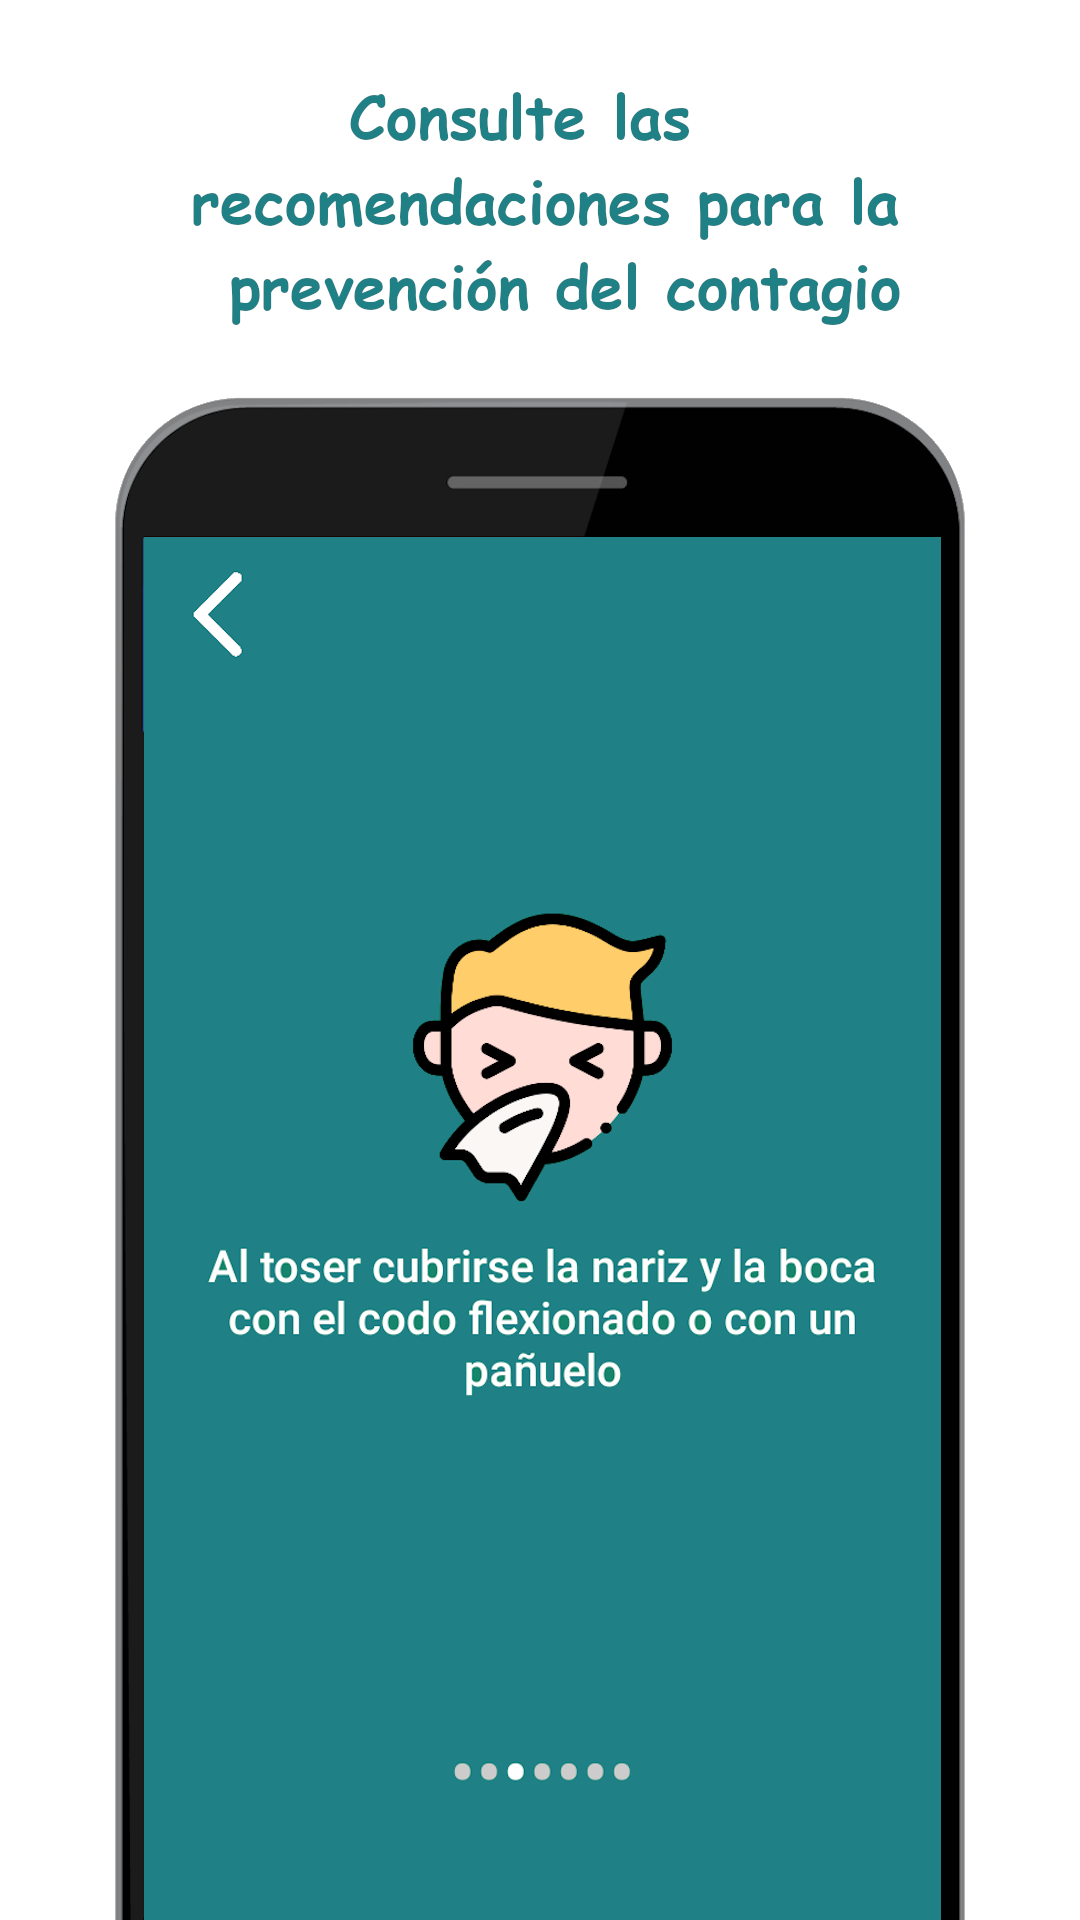 Consulte las
recomendaciones para la
prevención del contagio
Al toser cubrirse la nariz y la boca
con el codo flexionado o con un
pañuelo